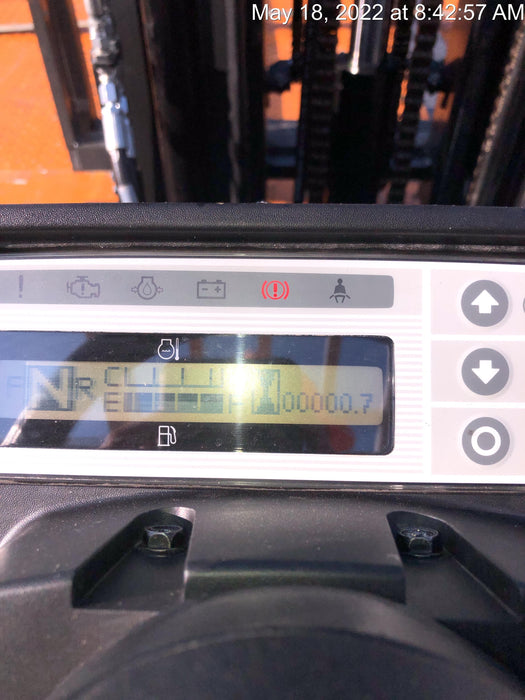 May 18, 2022 at 8:42:57 AM
F N R C
E F 00000.7